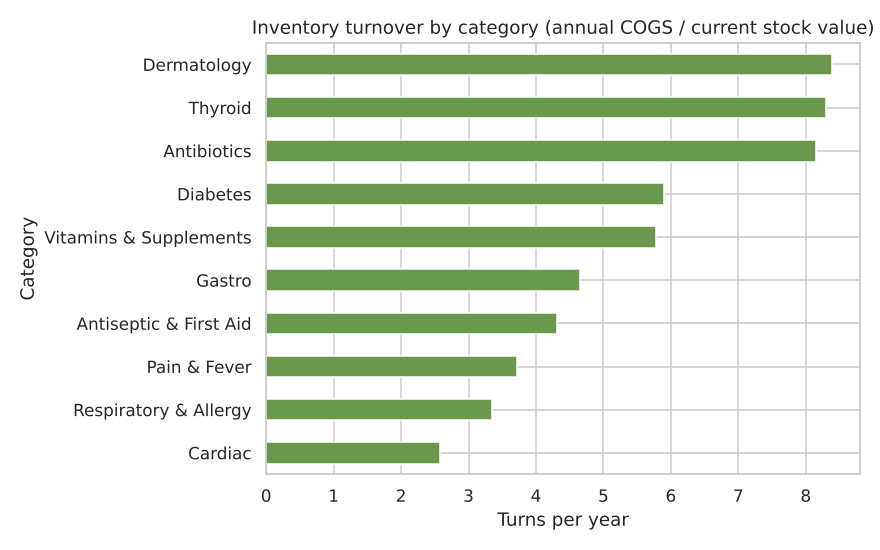 Inventory turnover by category (annual COGS / current stock value)
Category
Dermatology
Thyroid
Antibiotics
Diabetes
Vitamins & Supplements
Gastro
Antiseptic & First Aid
Pain & Fever
Respiratory & Allergy
Cardiac
0 1 2 3 4 5 6 7 8
Turns per year